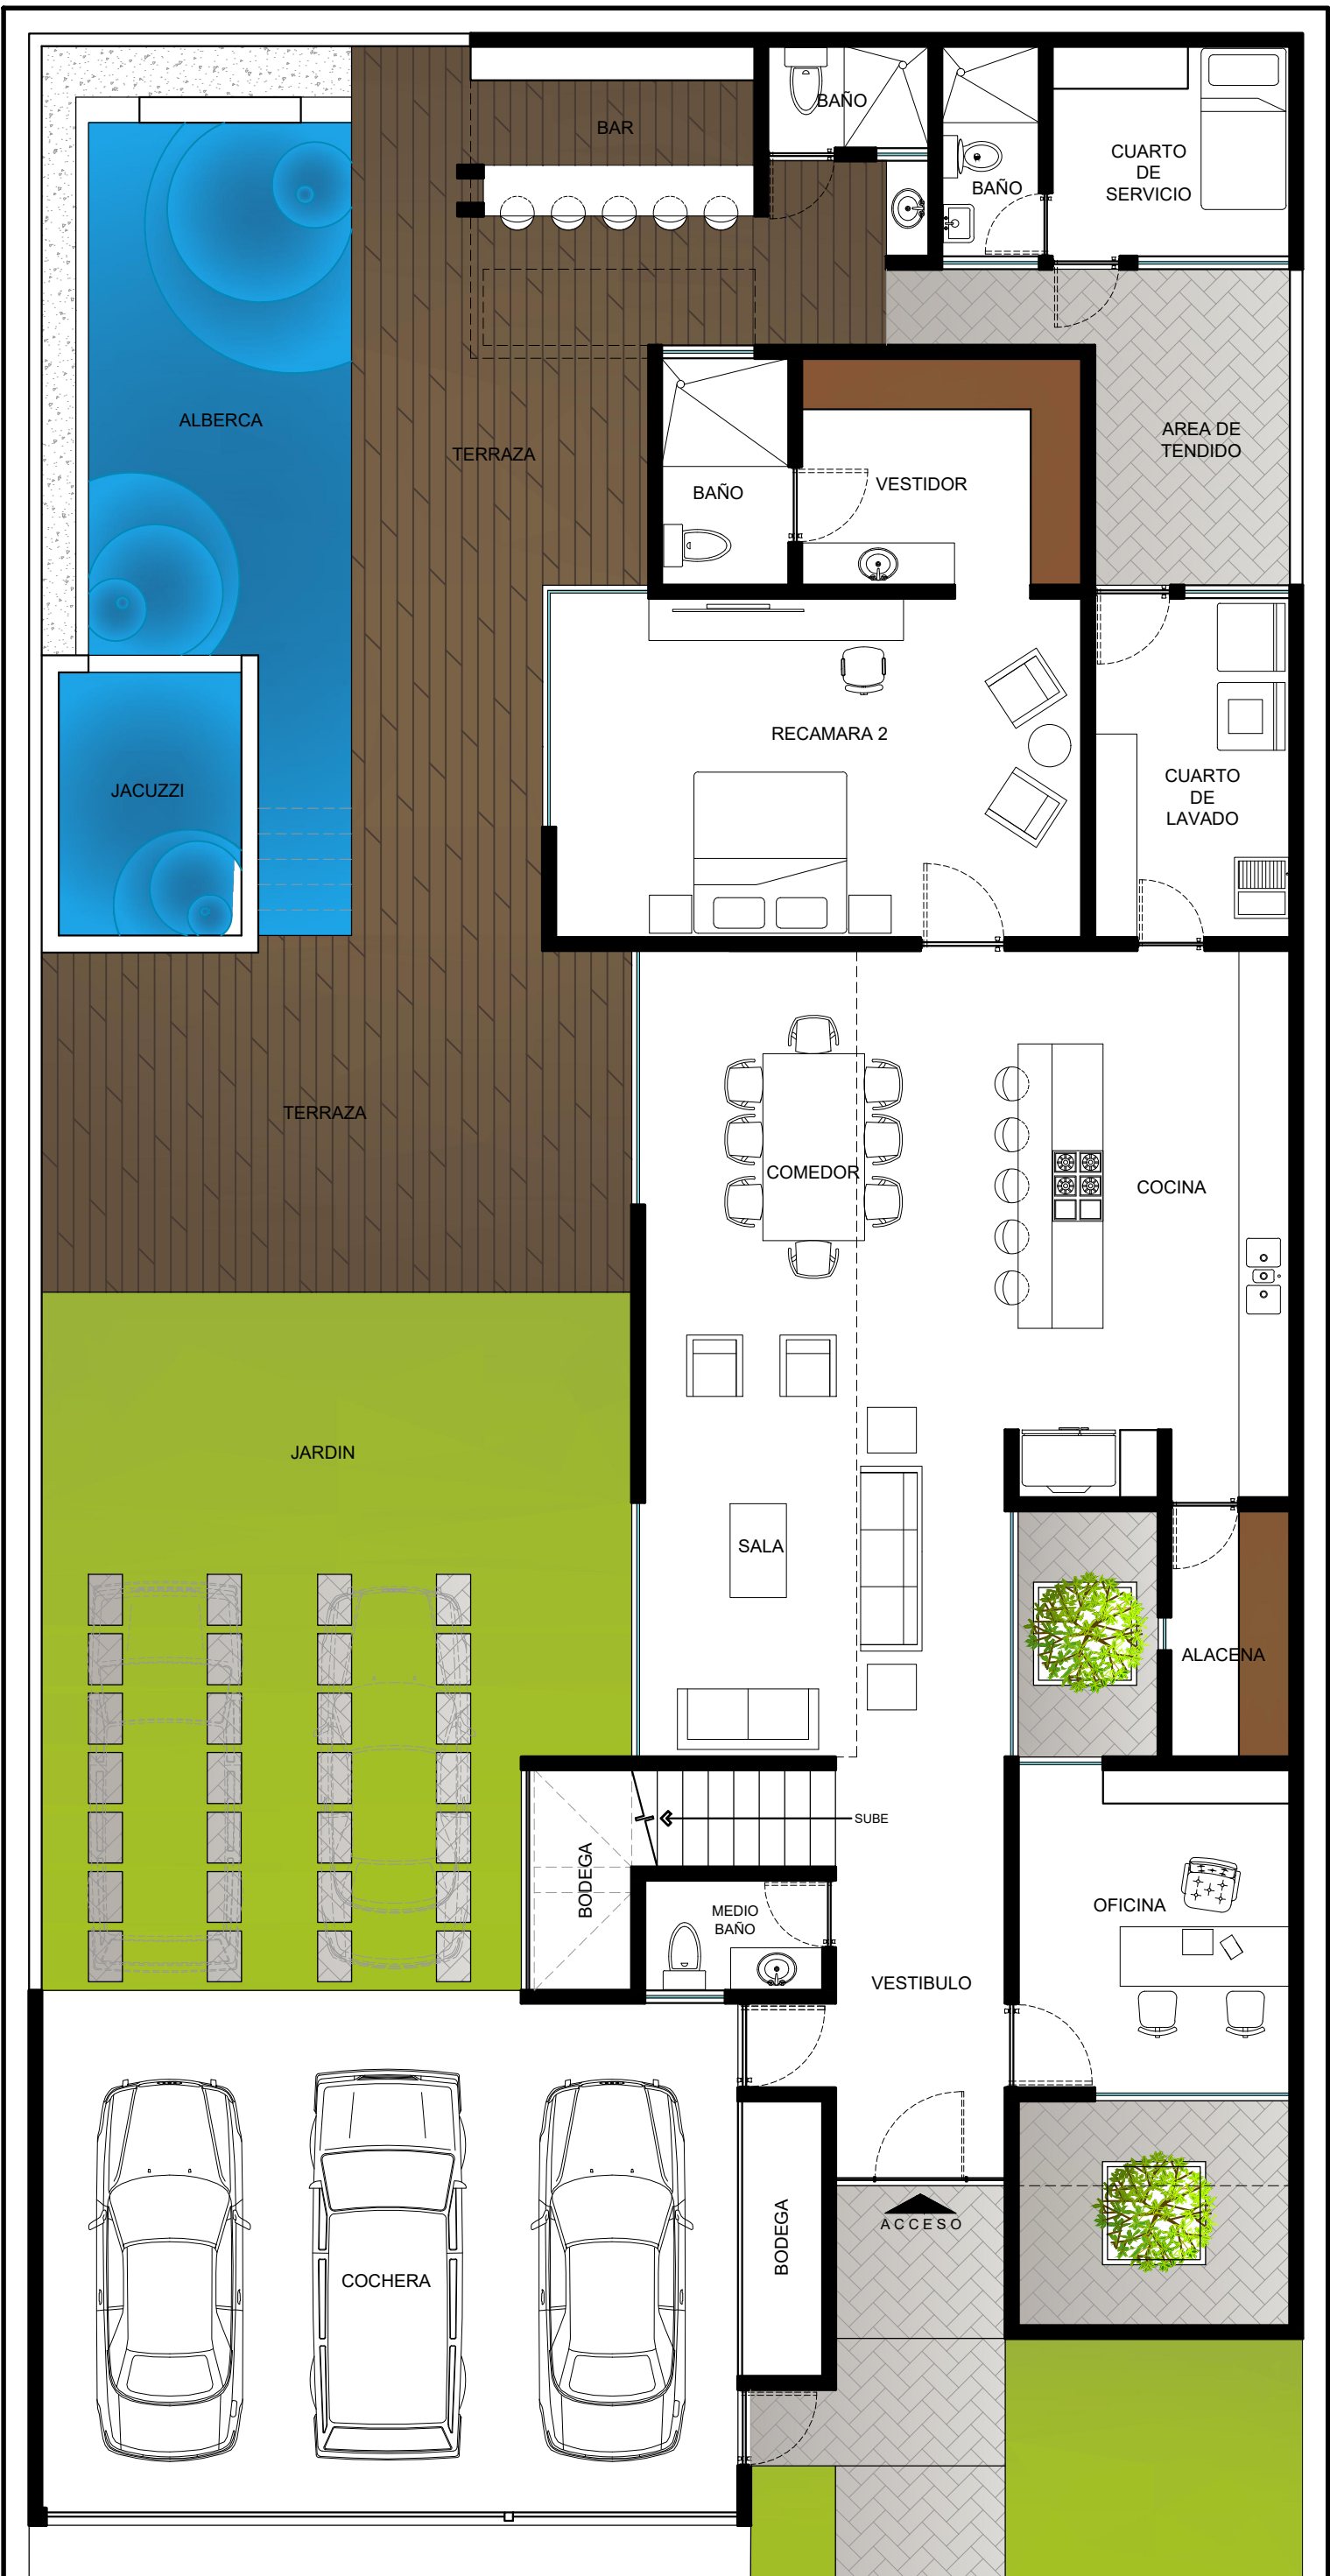 BAÑO
BAR
BAÑO
CUARTO
DE
SERVICIO
ALBERCA
TERRAZA
BAÑO
VESTIDOR
AREA DE
TENDIDO
RECAMARA 2
JACUZZI
CUARTO
DE
LAVADO
TERRAZA
COMEDOR
COCINA
JARDIN
SALA
ALACENA
SUBE
BODEGA
MEDIO
BAÑO
OFICINA
VESTIBULO
ACCESO
BODEGA
COCHERA